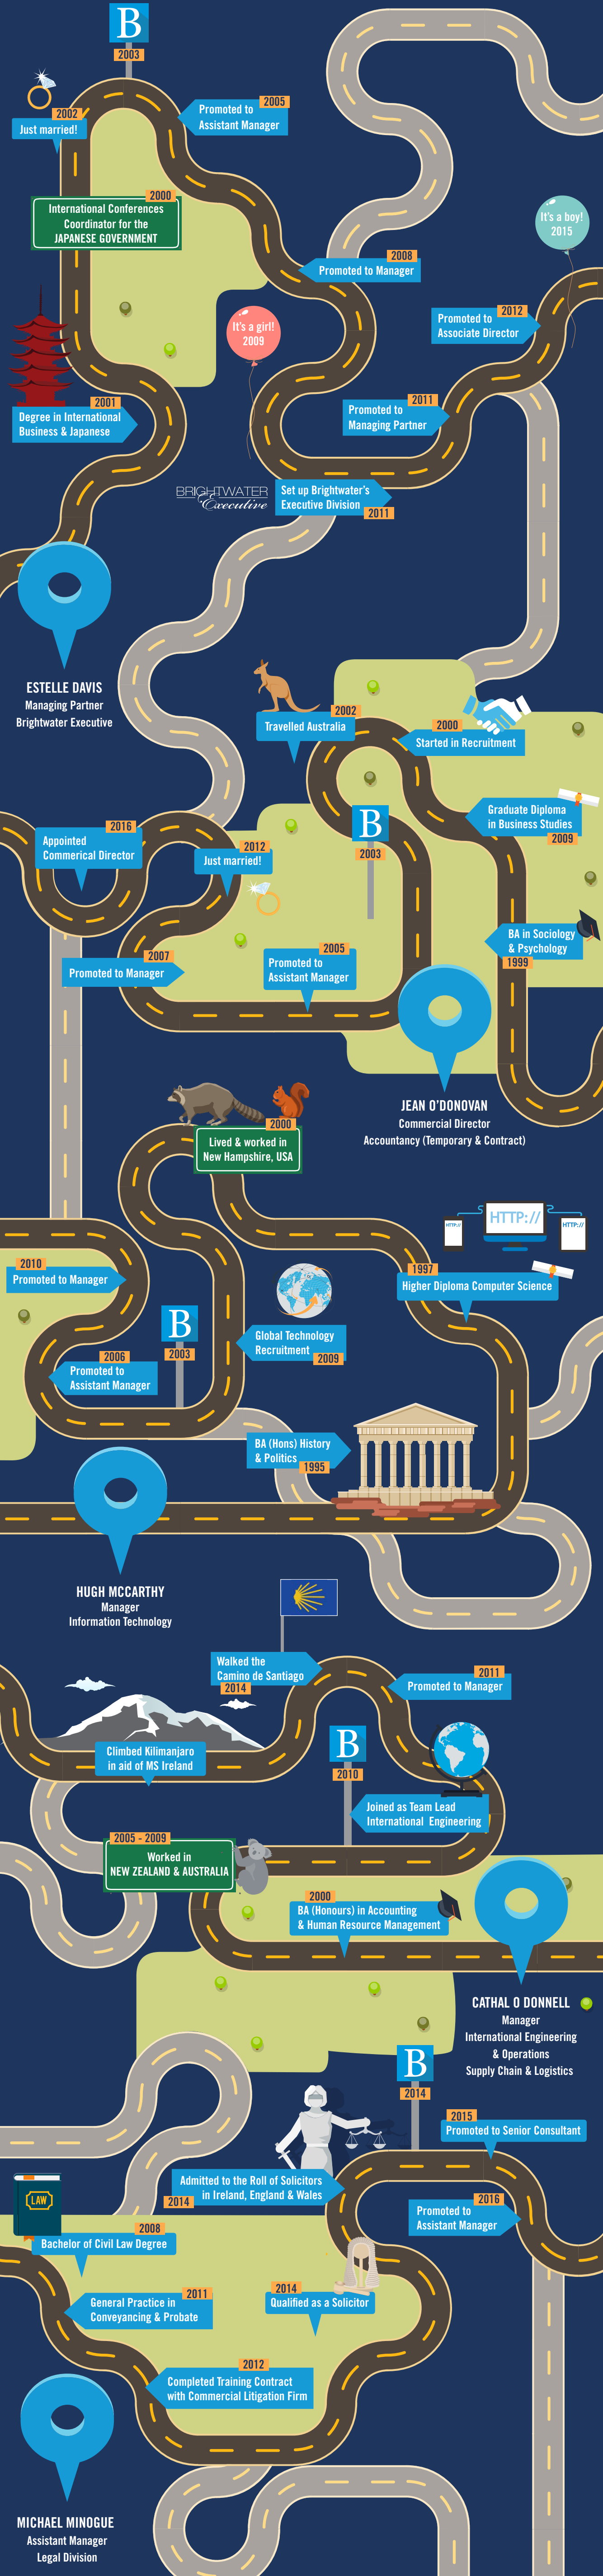 B
2003
2002
Just married!
2005
Promoted to
Assistant Manager
2000
International Conferences
Coordinator for the
JAPANESE GOVERNMENT
It's a boy!
2015
2008
Promoted to Manager
It's a girl!
2009
2012
Promoted to
Associate Director
2001
Degree in International
Business & Japanese
2011
Promoted to
Managing Partner
BRIGHTWATER
Executive
Set up Brightwater's
Executive Division
2011
ESTELLE DAVIS
Managing Partner
Brightwater Executive
2002
Travelled Australia
2000
Started in Recruitment
Graduate Diploma
in Business Studies
2009
B
2003
2016
Appointed
Commerical Director
2012
Just married!
BA in Sociology
& Psychology
1999
2007
Promoted to Manager
2005
Promoted to
Assistant Manager
JEAN O'DONOVAN
Commercial Director
Accountancy (Temporary & Contract)
2000
Lived & worked in
New Hampshire, USA
HTTP://
HTTP://
HTTP://
2010
Promoted to Manager
1997
Higher Diploma Computer Science
B
2003
Global Technology
Recruitment
2009
2006
Promoted to
Assistant Manager
BA (Hons) History
& Politics
1995
HUGH MCCARTHY
Manager
Information Technology
Walked the
Camino de Santiago
2014
2011
Promoted to Manager
Climbed Kilimanjaro
in aid of MS Ireland
B
2010
Joined as Team Lead
International Engineering
2005 - 2009
Worked in
NEW ZEALAND & AUSTRALIA
2000
BA (Honours) in Accounting
& Human Resource Management
CATHAL O DONNELL
Manager
International Engineering
& Operations
Supply Chain & Logistics
B
2014
2015
Promoted to Senior Consultant
Admitted to the Roll of Solicitors
in Ireland, England & Wales
2014
LAW
2016
Promoted to
Assistant Manager
2008
Bachelor of Civil Law Degree
2011
General Practice in
Conveyancing & Probate
2014
Qualified as a Solicitor
2012
Completed Training Contract
with Commercial Litigation Firm
MICHAEL MINOGUE
Assistant Manager
Legal Division